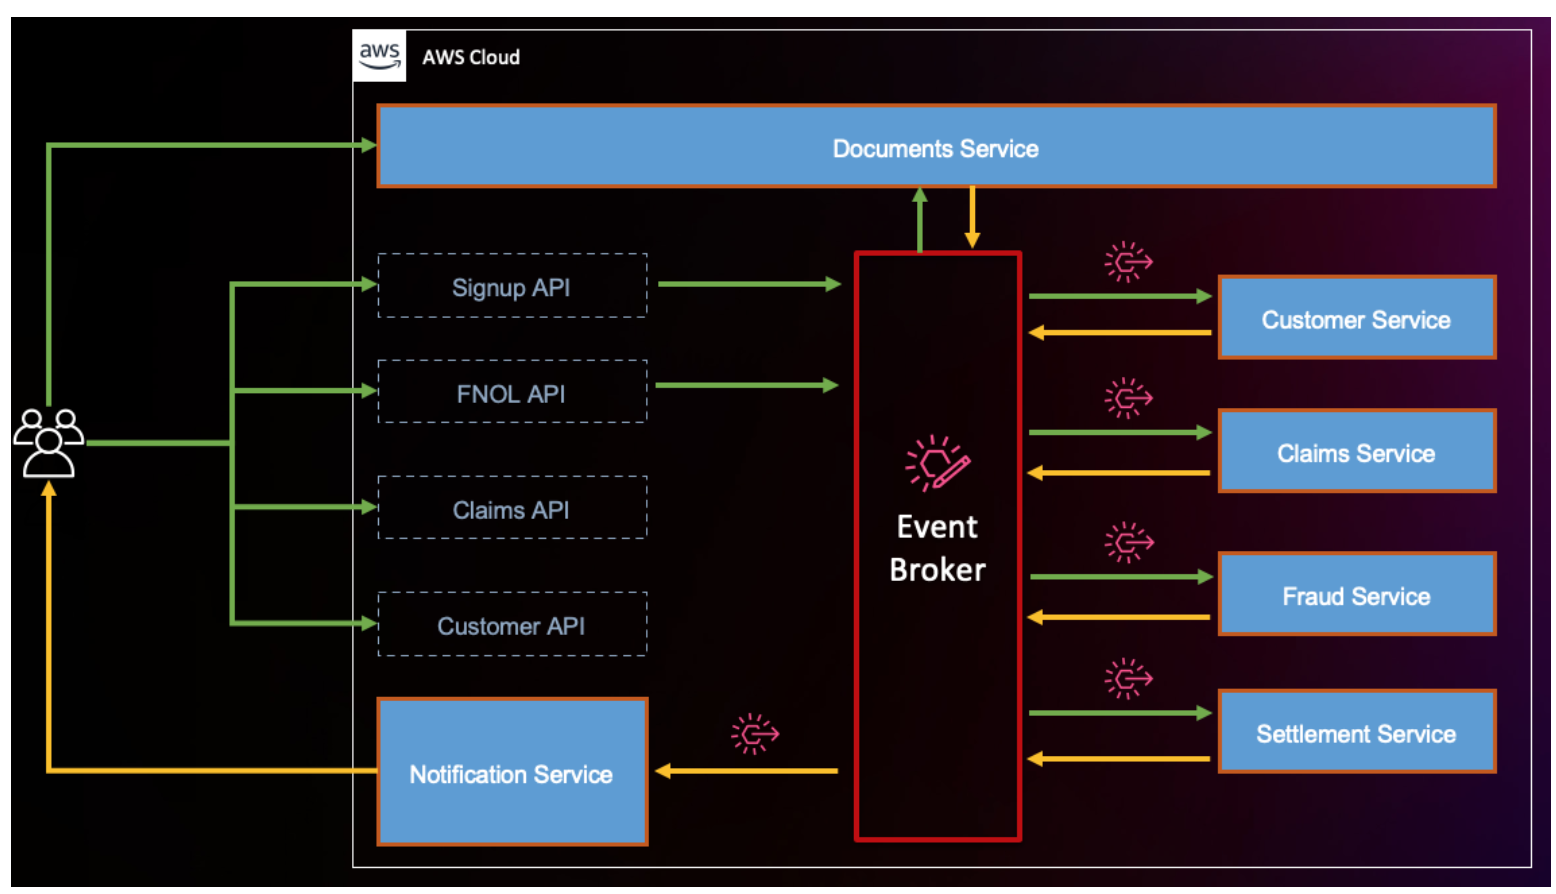 aws
AWS Cloud
Documents Service
Signup API
FNOL API
Claims API
Customer API
Notification Service
Event
Broker
Customer Service
Claims Service
Fraud Service
Settlement Service